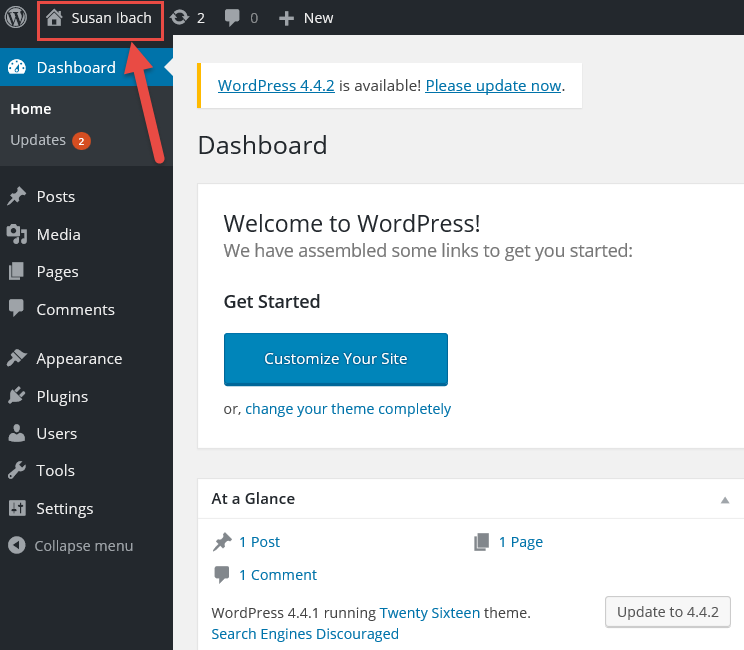 Susan Ibach 2 0 New
Dashboard
Home
Updates 2
Posts
Media
Pages
Comments
Appearance
Plugins
Users
Tools
Settings
Collapse menu
WordPress 4.4.2 is available! Please update now.
Dashboard
Welcome to WordPress!
We have assembled some links to get you started:
Get Started
Customize Your Site
or, change your theme completely
At a Glance
1 Post 1 Page
1 Comment
WordPress 4.4.1 running Twenty Sixteen theme. Update to 4.4.2
Search Engines Discouraged